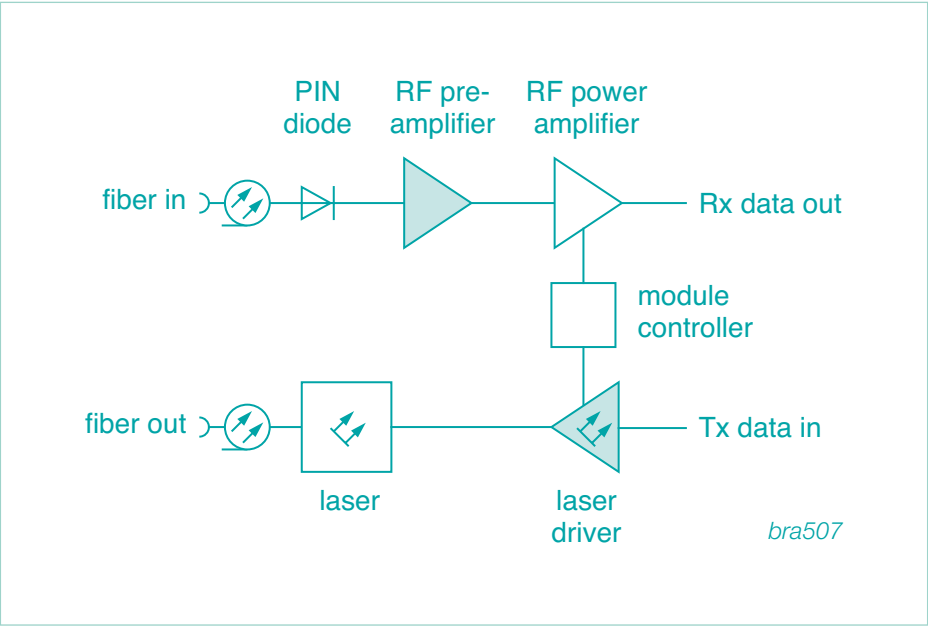 PIN
diode
RF pre-
amplifier
RF power
amplifier
fiber in
Rx data out
module
controller
fiber out
Tx data in
laser
laser
driver
bra507